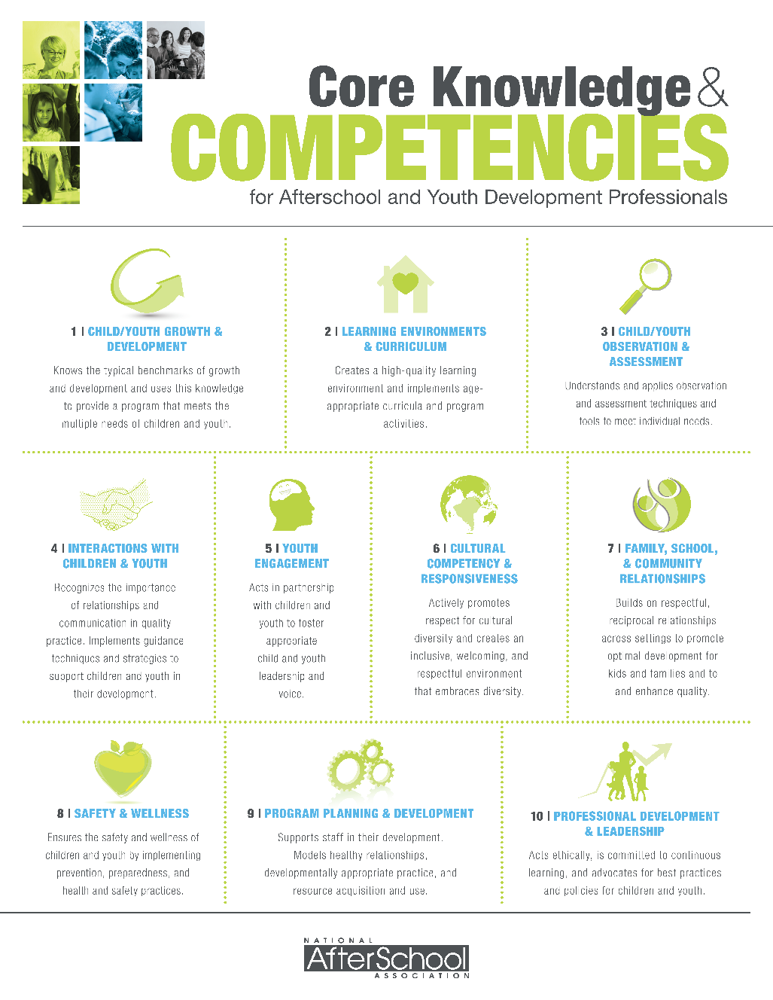 Core Knowledge &
COMPETENCIES
for Afterschool and Youth Development Professionals
1 | CHILD/YOUTH GROWTH &
DEVELOPMENT
Knows the typical benchmarks of growth
and development and uses this knowledge
to provide a program that meets the
multiple needs of children and youth.
2 | LEARNING ENVIRONMENTS
& CURRICULUM
Creates a high-quality learning
environment and implements age-
appropriate curricula and program
activities.
3 | CHILD/YOUTH
OBSERVATION &
ASSESSMENT
Understands and applies observation
and assessment techniques and
tools to meet individual needs.
4 | INTERACTIONS WITH
CHILDREN & YOUTH
Recognizes the importance
of relationships and
communication in quality
practice. Implements guidance
techniques and strategies to
support children and youth in
their development.
5 | YOUTH
ENGAGEMENT
Acts in partnership
with children and
youth to foster
appropriate
child and youth
leadership and
voice.
6 | CULTURAL
COMPETENCY &
RESPONSIVENESS
Actively promotes
respect for cultural
diversity and creates an
inclusive, welcoming, and
respectful environment
that embraces diversity.
7 | FAMILY, SCHOOL,
& COMMUNITY
RELATIONSHIPS
Builds on respectful,
reciprocal relationships
across settings to promote
optimal development for
kids and families and to
and enhance quality.
8 | SAFETY & WELLNESS
Ensures the safety and wellness of
children and youth by implementing
prevention, preparedness, and
health and safety practices.
9 | PROGRAM PLANNING & DEVELOPMENT
Supports staff in their development.
Models healthy relationships,
developmentally appropriate practice, and
resource acquisition and use.
10 | PROFESSIONAL DEVELOPMENT
& LEADERSHIP
Acts ethically, is committed to continuous
learning, and advocates for best practices
and policies for children and youth.
NATIONAL
AfterSchool
ASSOCIATION